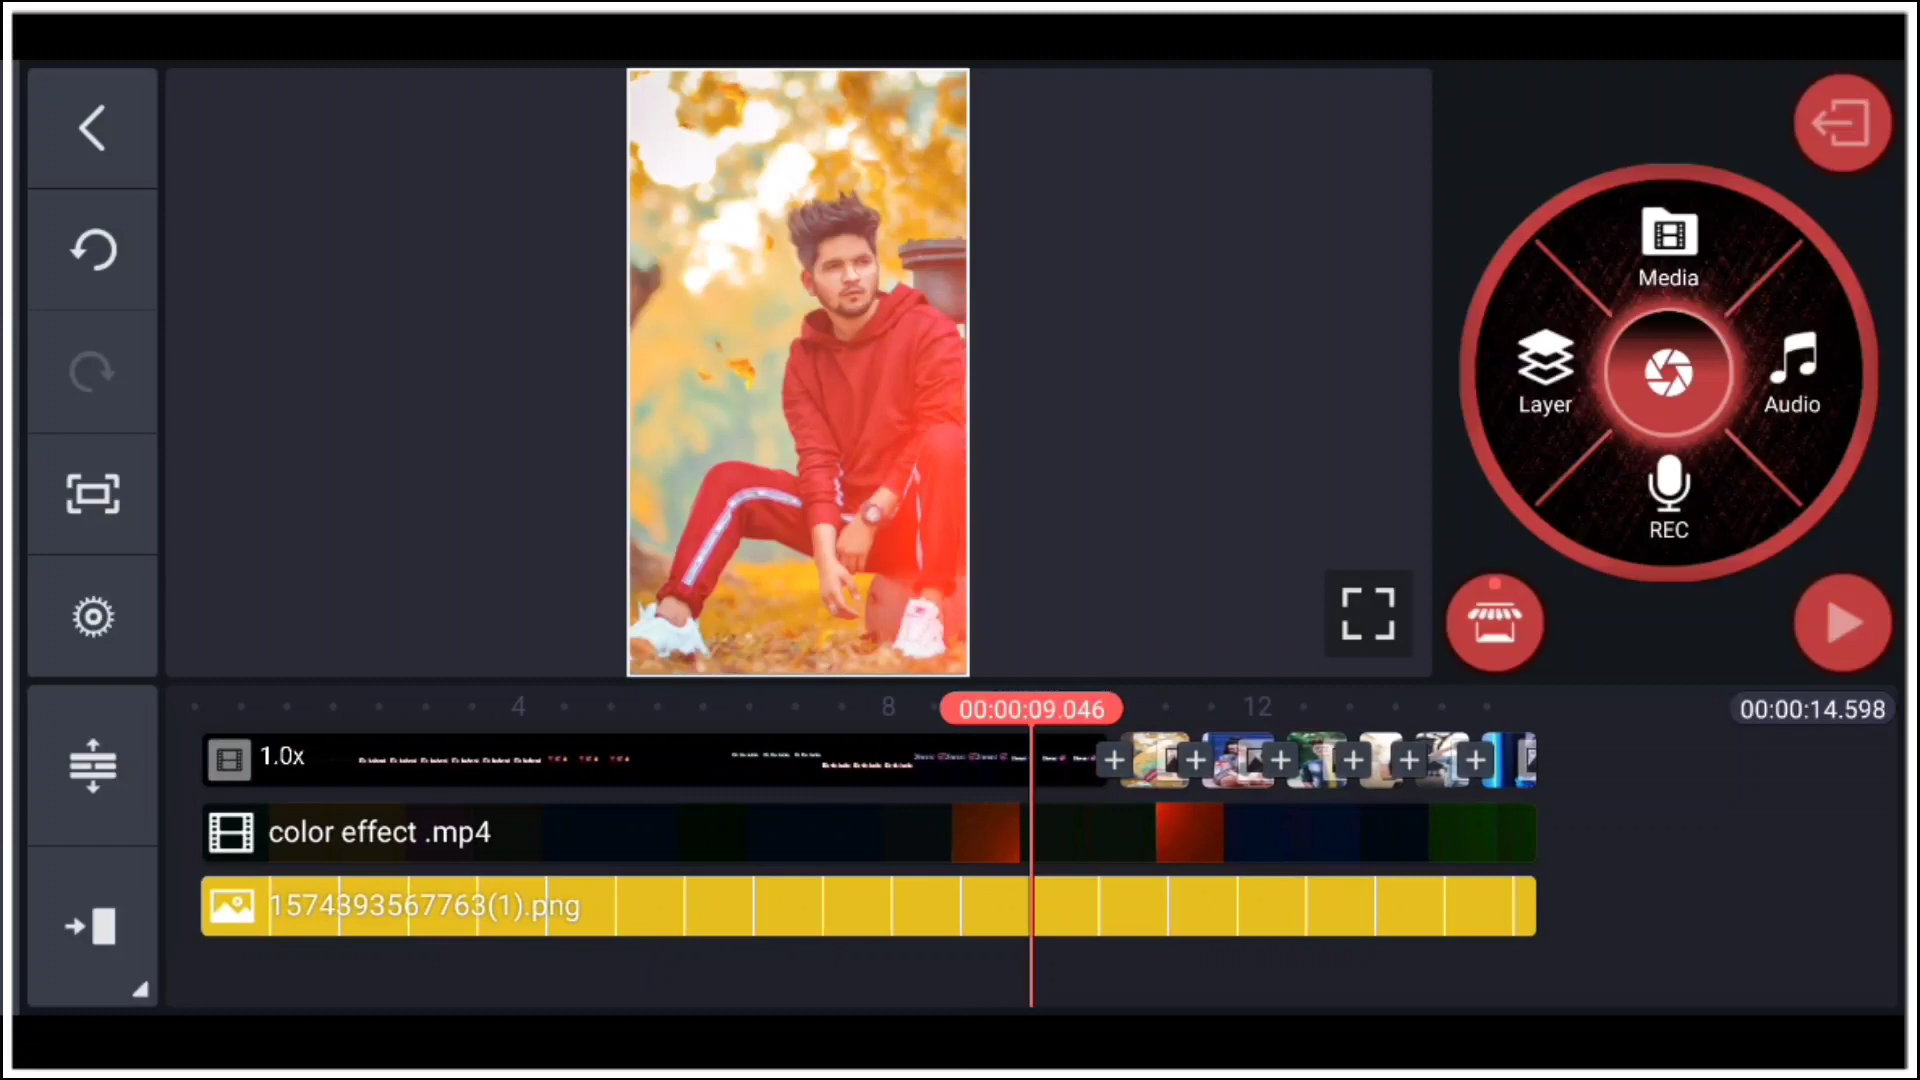 Media
Layer
Audio
REC
4
8
00:00:09.046
12
00:00:14.598
1.0x
color effect .mp4
1574393567763(1).png